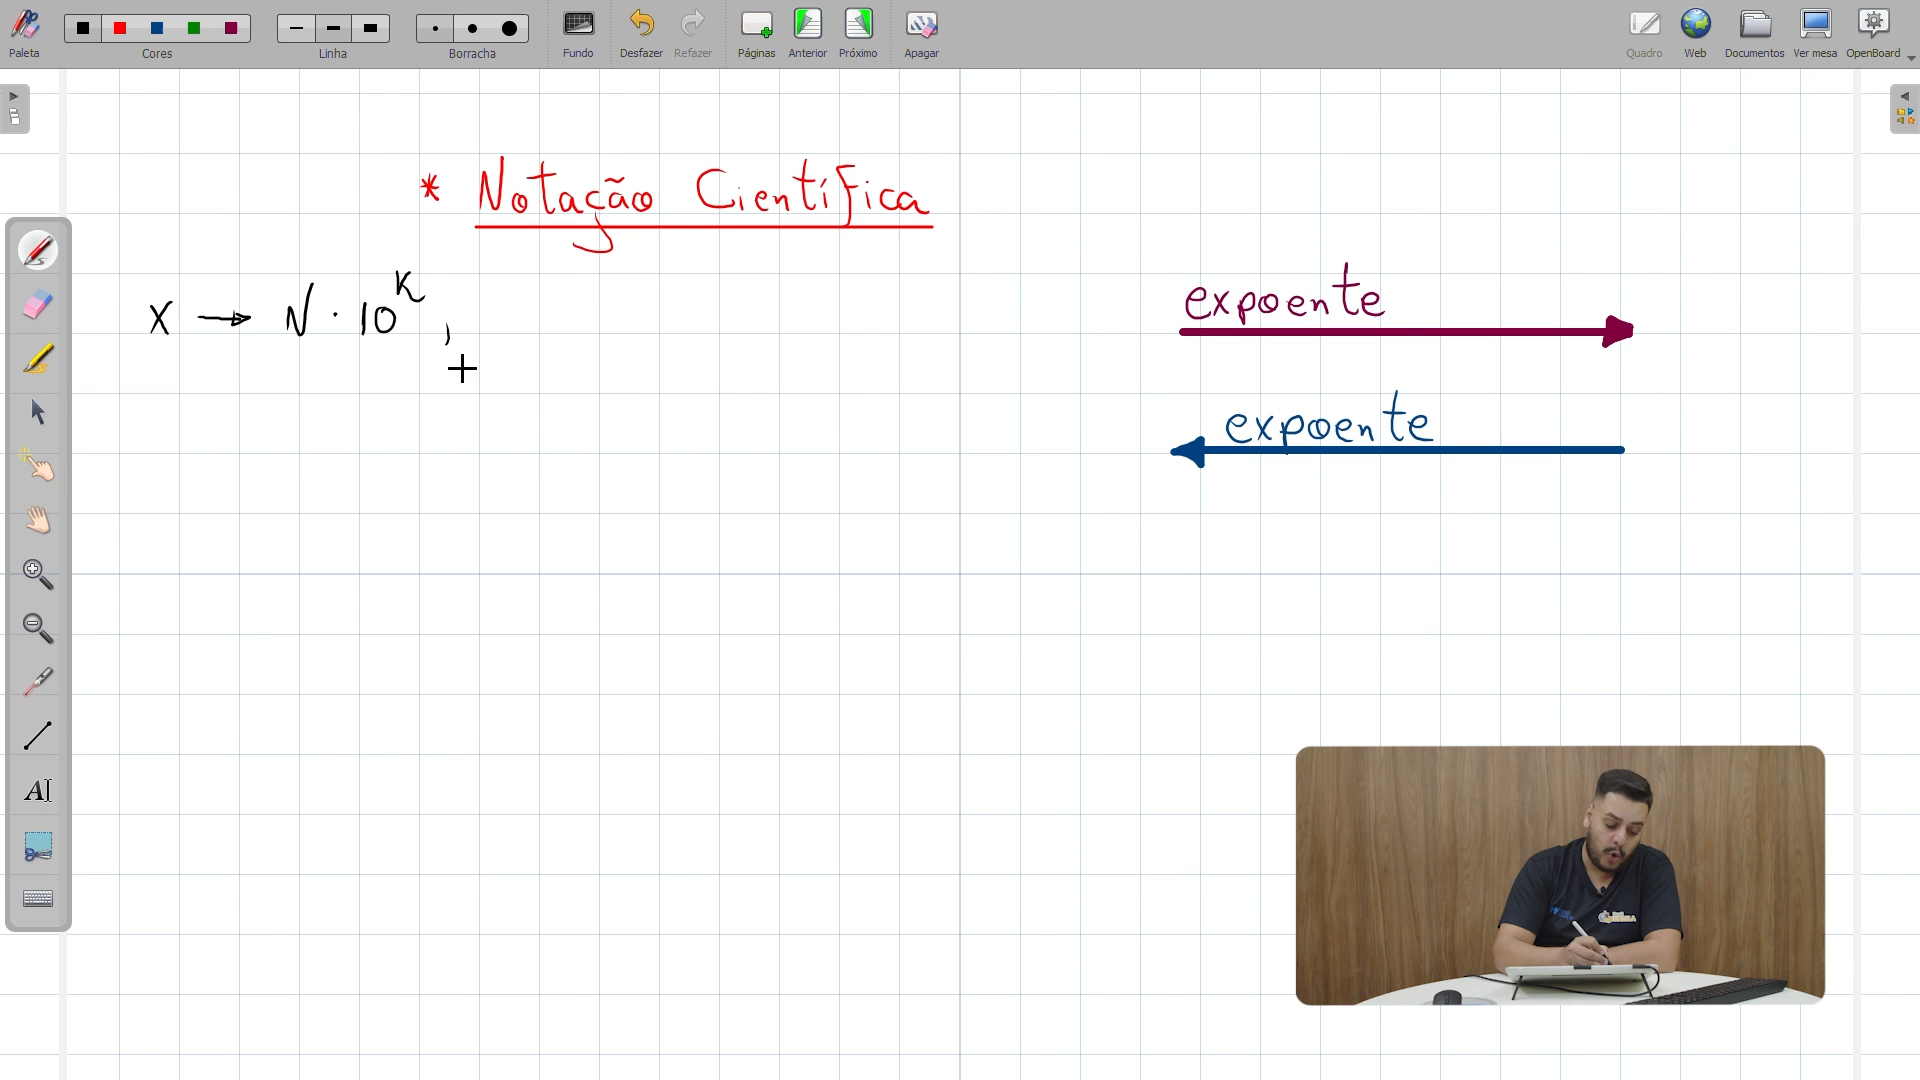 Paleta
Cores
Linha
Borracha
Fundo
Desfazer
Refazer
Páginas
Anterior
Próximo
Apagar
Quadro
Web
Documentos
Ver mesa
OpenBoard
* Notação Científica
X → N · 10^K ,
expoente
expoente
AI